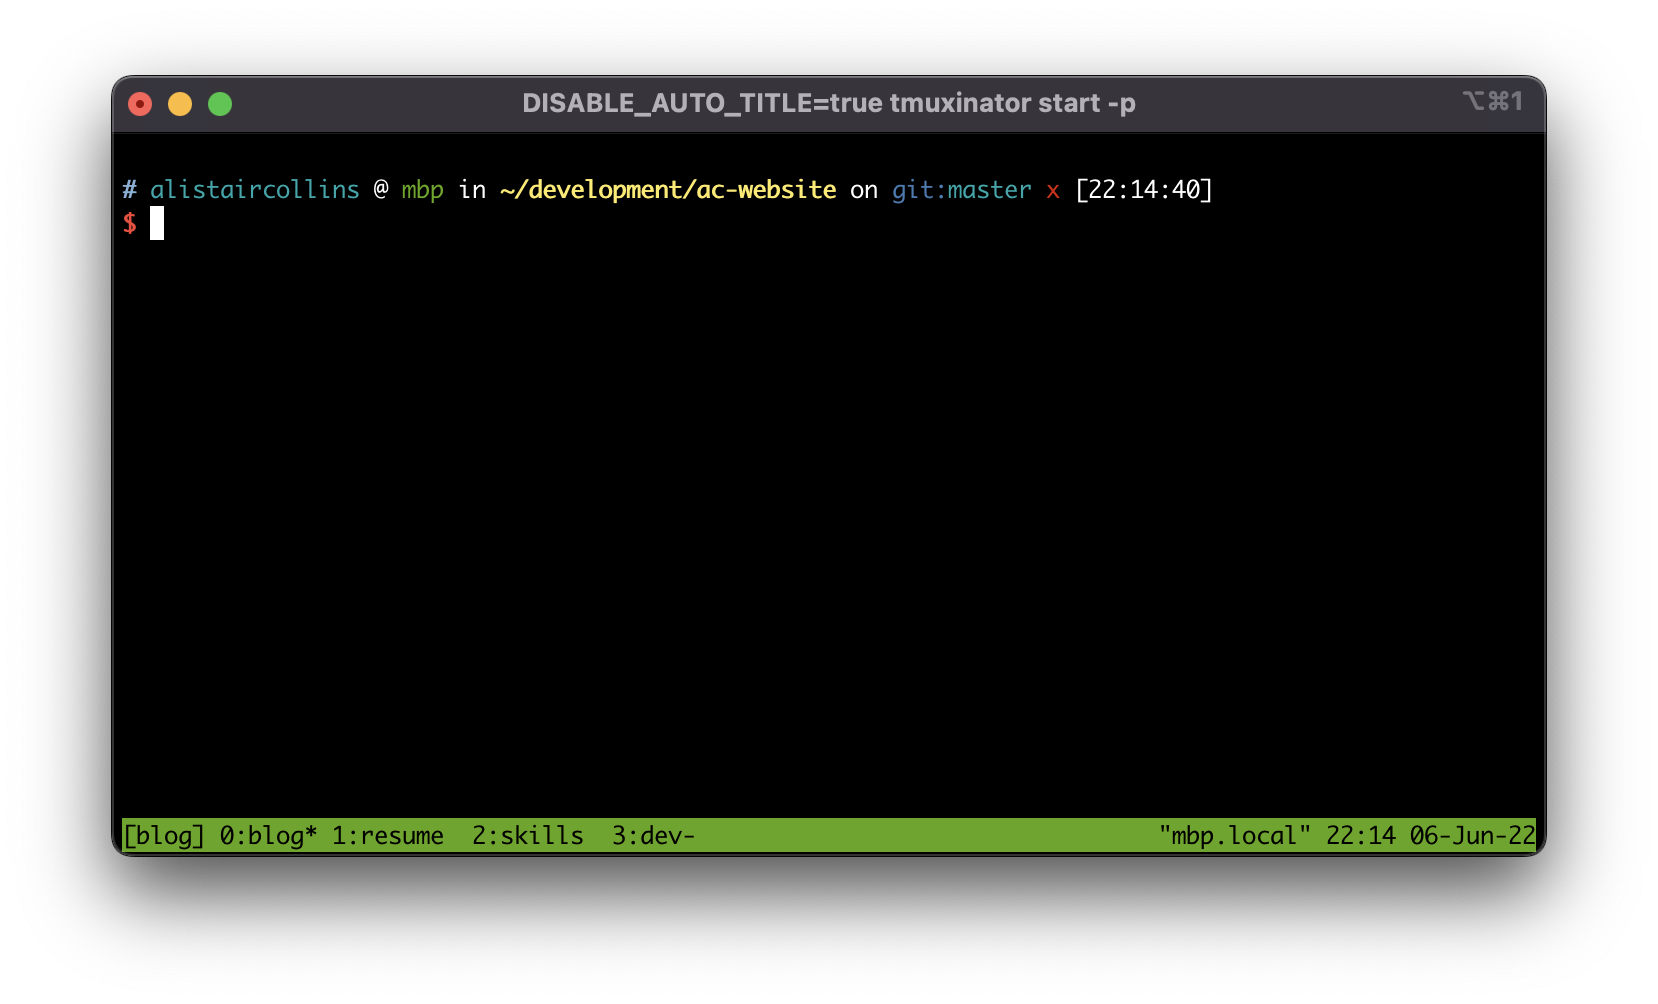 DISABLE_AUTO_TITLE=true tmuxinator start -p ⌥⌘1
# alistaircollins @ mbp in ~/development/ac-website on git:master x [22:14:40]
$
[blog] 0:blog* 1:resume  2:skills  3:dev- "mbp.local" 22:14 06-Jun-22